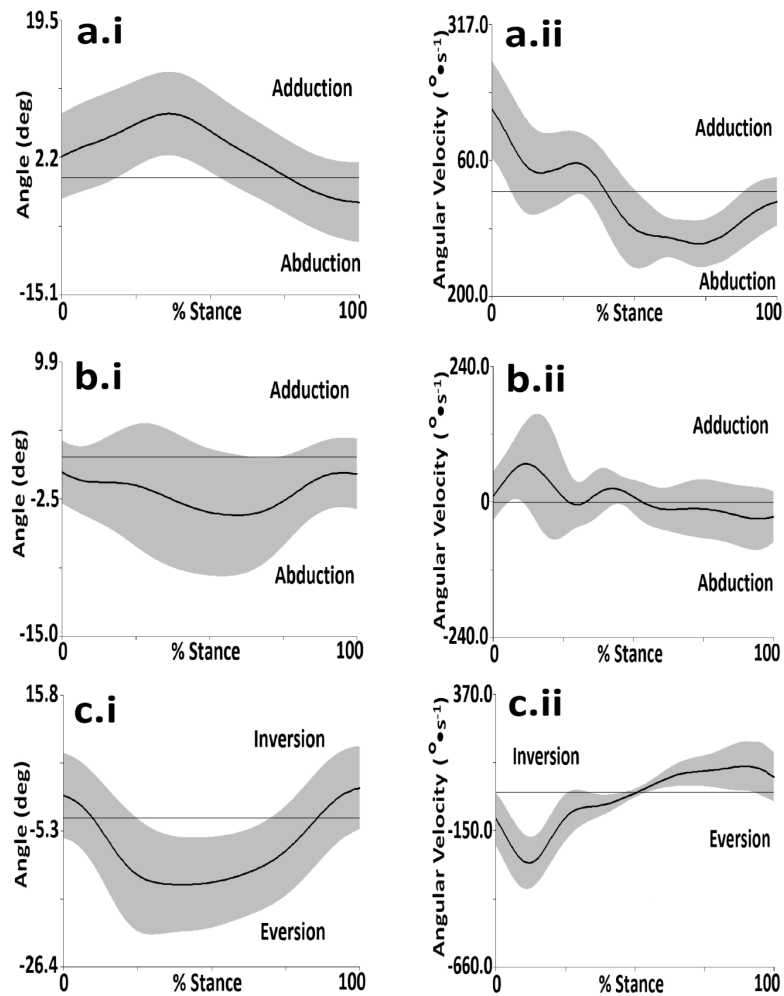 a.i
19.5
Adduction
2.2
Abduction
-15.1
0
% Stance
100
Angle (deg)
a.ii
317.0
Adduction
60.0
Abduction
200.0
0
% Stance
100
Angular Velocity (°●s⁻¹)
b.i
9.9
Adduction
-2.5
Abduction
-15.0
0
% Stance
100
Angle (deg)
b.ii
240.0
Adduction
0
Abduction
-240.0
0
% Stance
100
Angular Velocity (°●s⁻¹)
c.i
15.8
Inversion
-5.3
Eversion
-26.4
0
% Stance
100
Angle (deg)
c.ii
370.0
Inversion
-150.0
Eversion
-660.0
0
% Stance
100
Angular Velocity (°●s⁻¹)